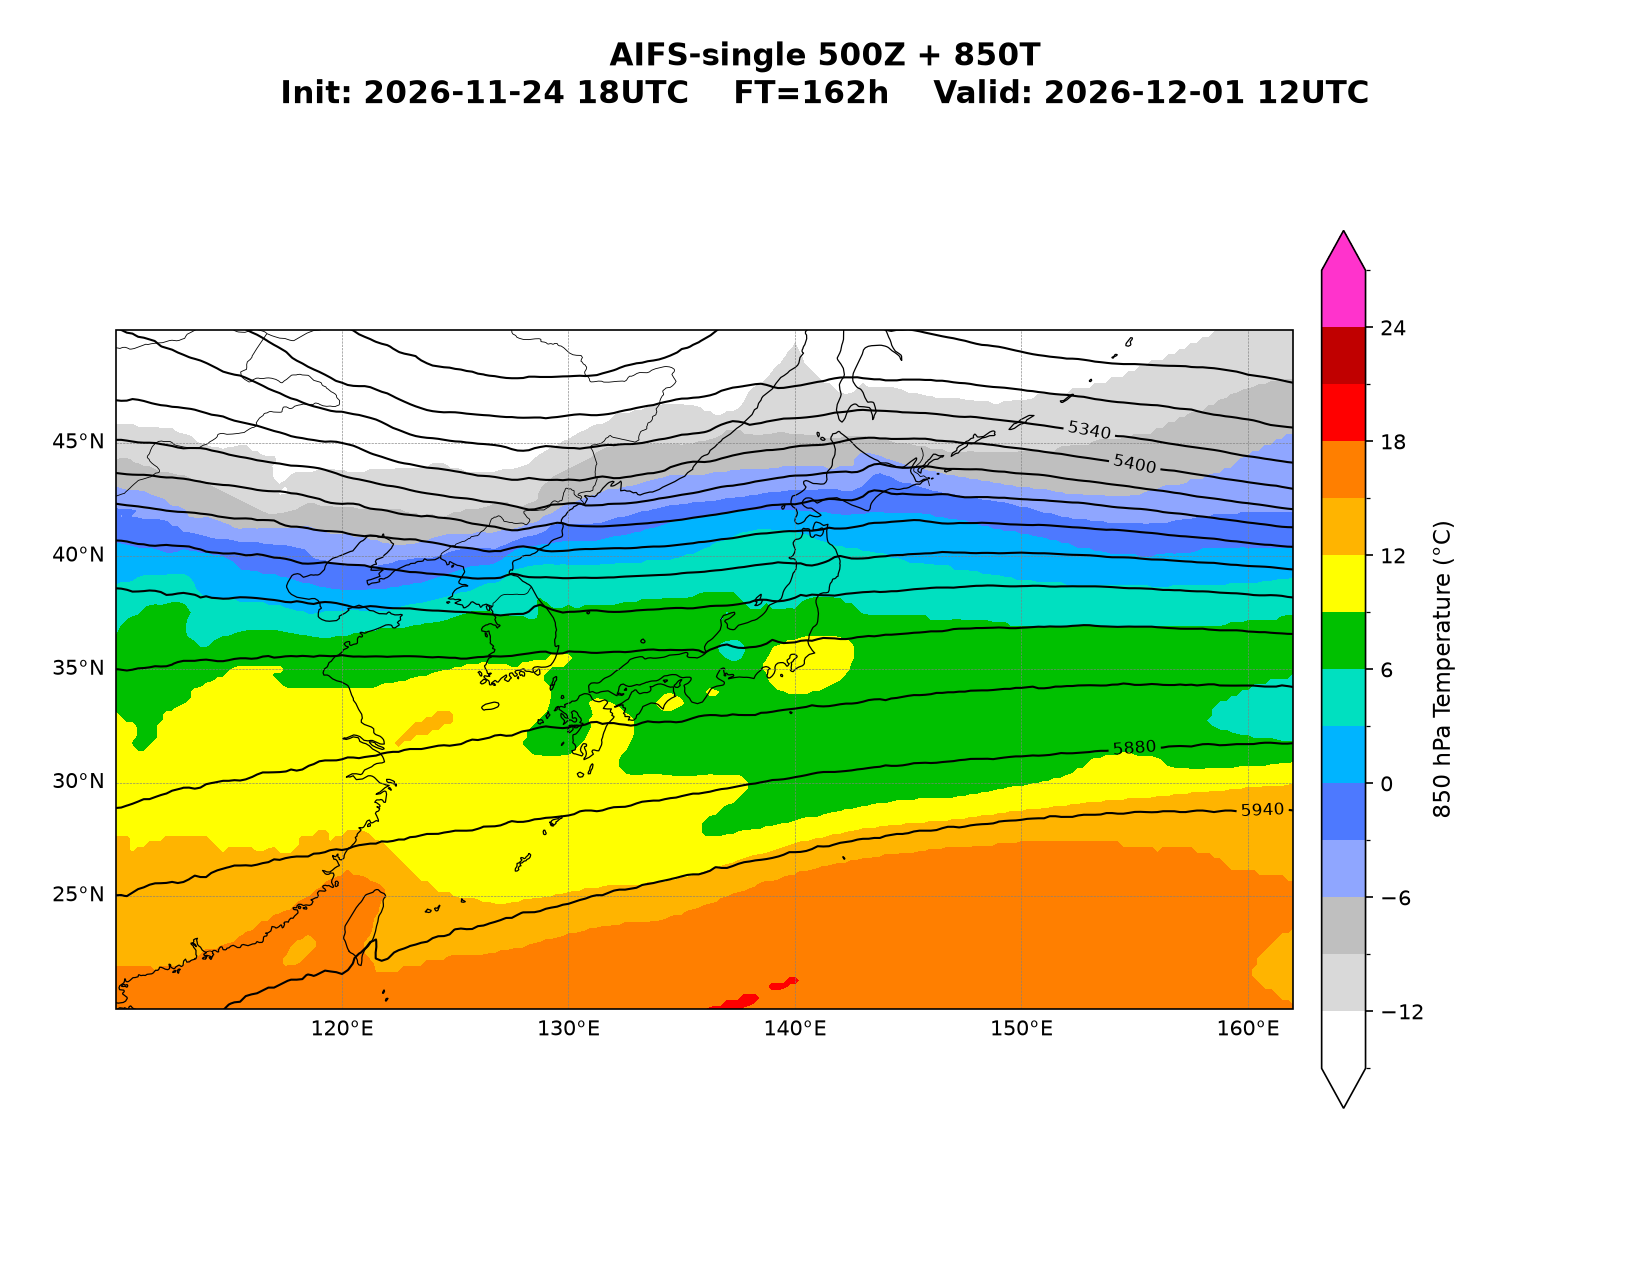 AIFS-single 500Z + 850T
Init: 2026-11-24 18UTC    FT=162h    Valid: 2026-12-01 12UTC
45°N
40°N
35°N
30°N
25°N
120°E
130°E
140°E
150°E
160°E
5340
5400
5880
5940
24
18
12
6
0
−6
−12
850 hPa Temperature (°C)